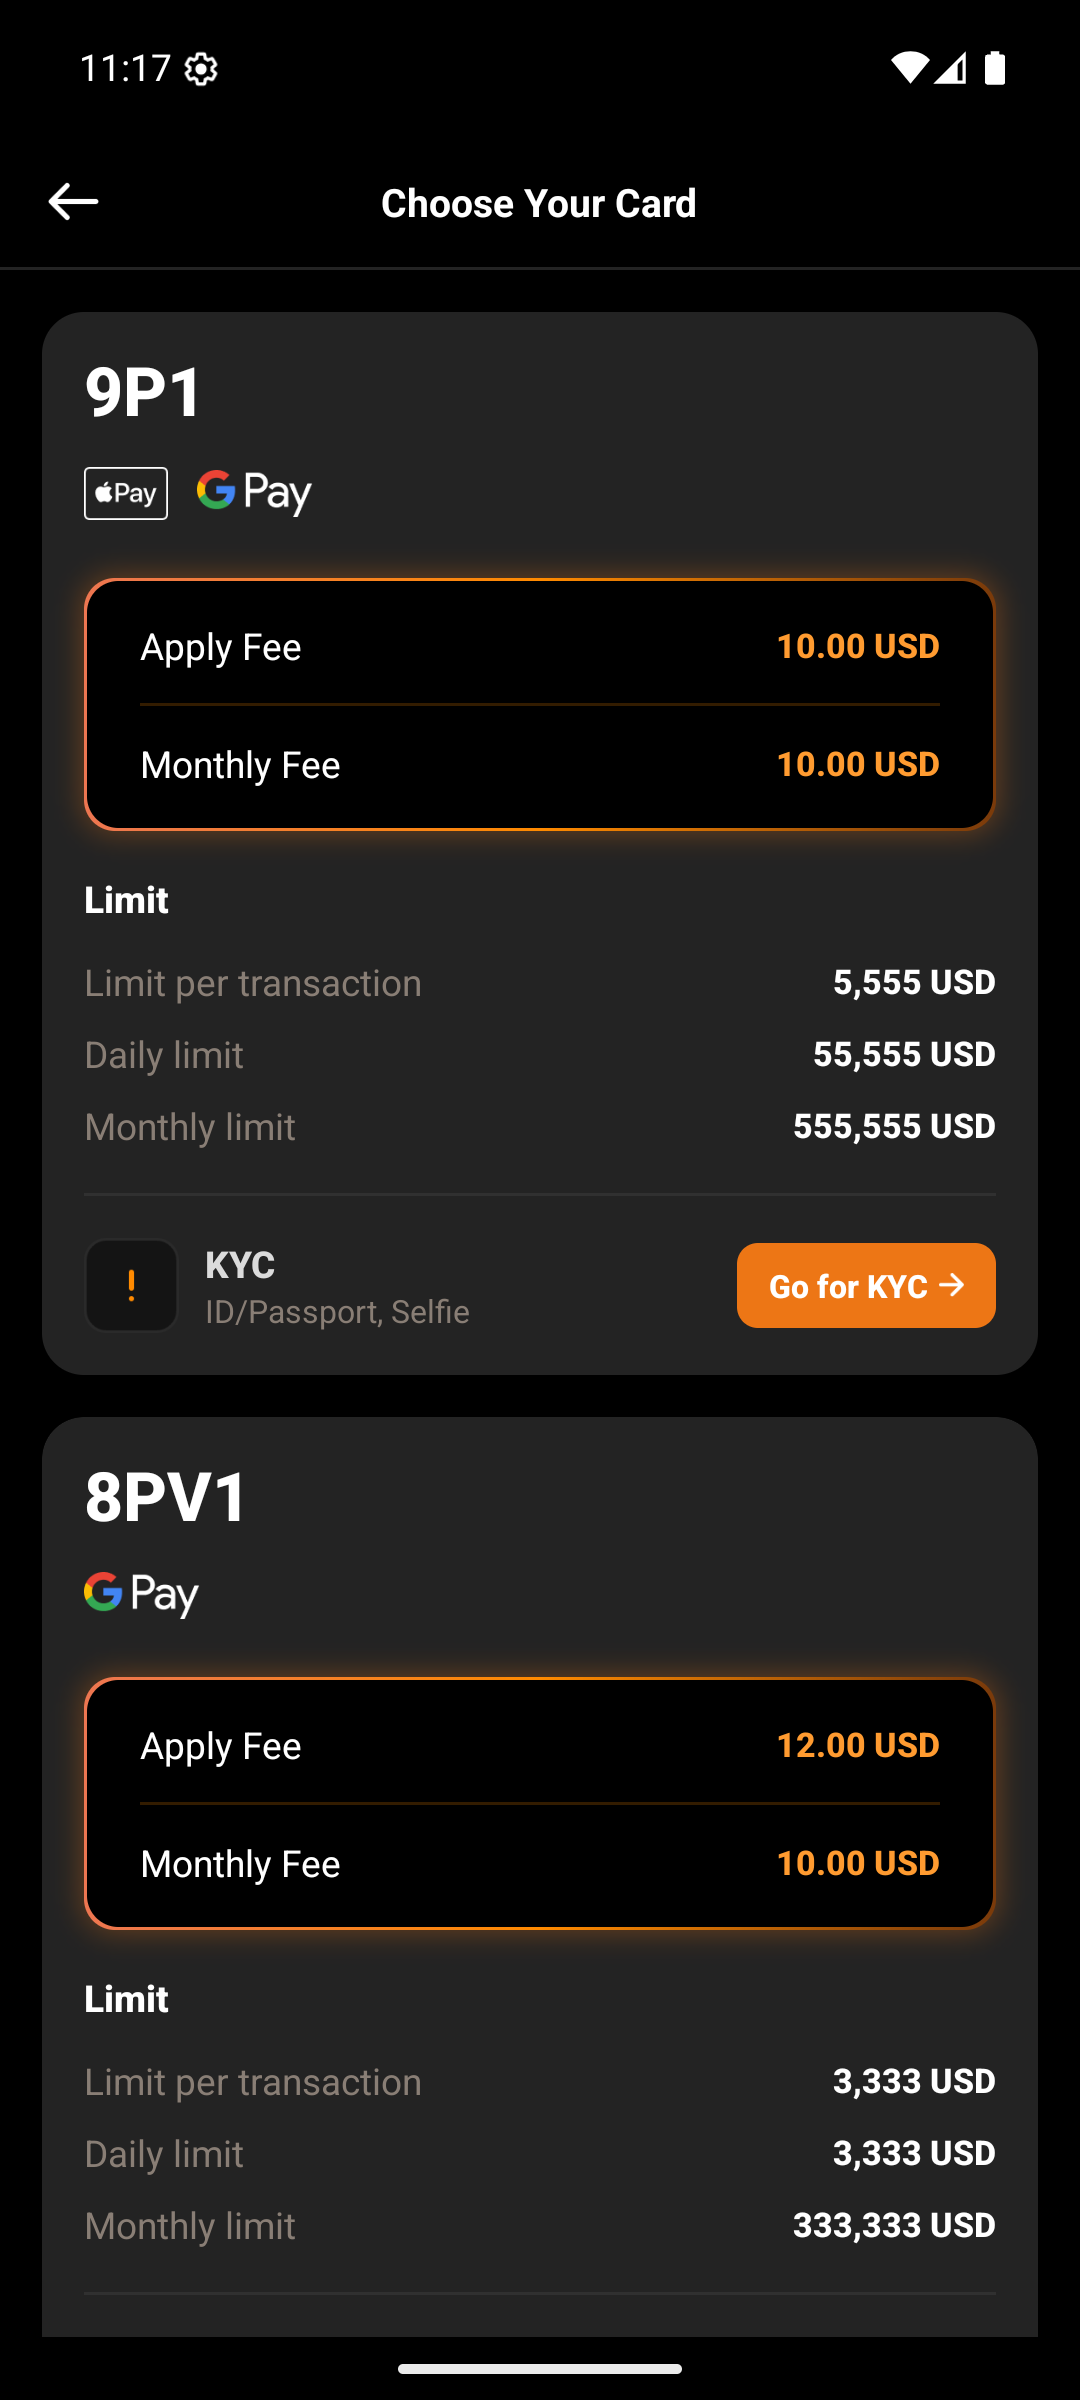 11:17
Choose Your Card
9P1
Pay G Pay
Apply Fee 10.00 USD
Monthly Fee 10.00 USD
Limit
Limit per transaction 5,555 USD
Daily limit 55,555 USD
Monthly limit 555,555 USD
KYC
ID/Passport, Selfie
Go for KYC →
8PV1
G Pay
Apply Fee 12.00 USD
Monthly Fee 10.00 USD
Limit
Limit per transaction 3,333 USD
Daily limit 3,333 USD
Monthly limit 333,333 USD